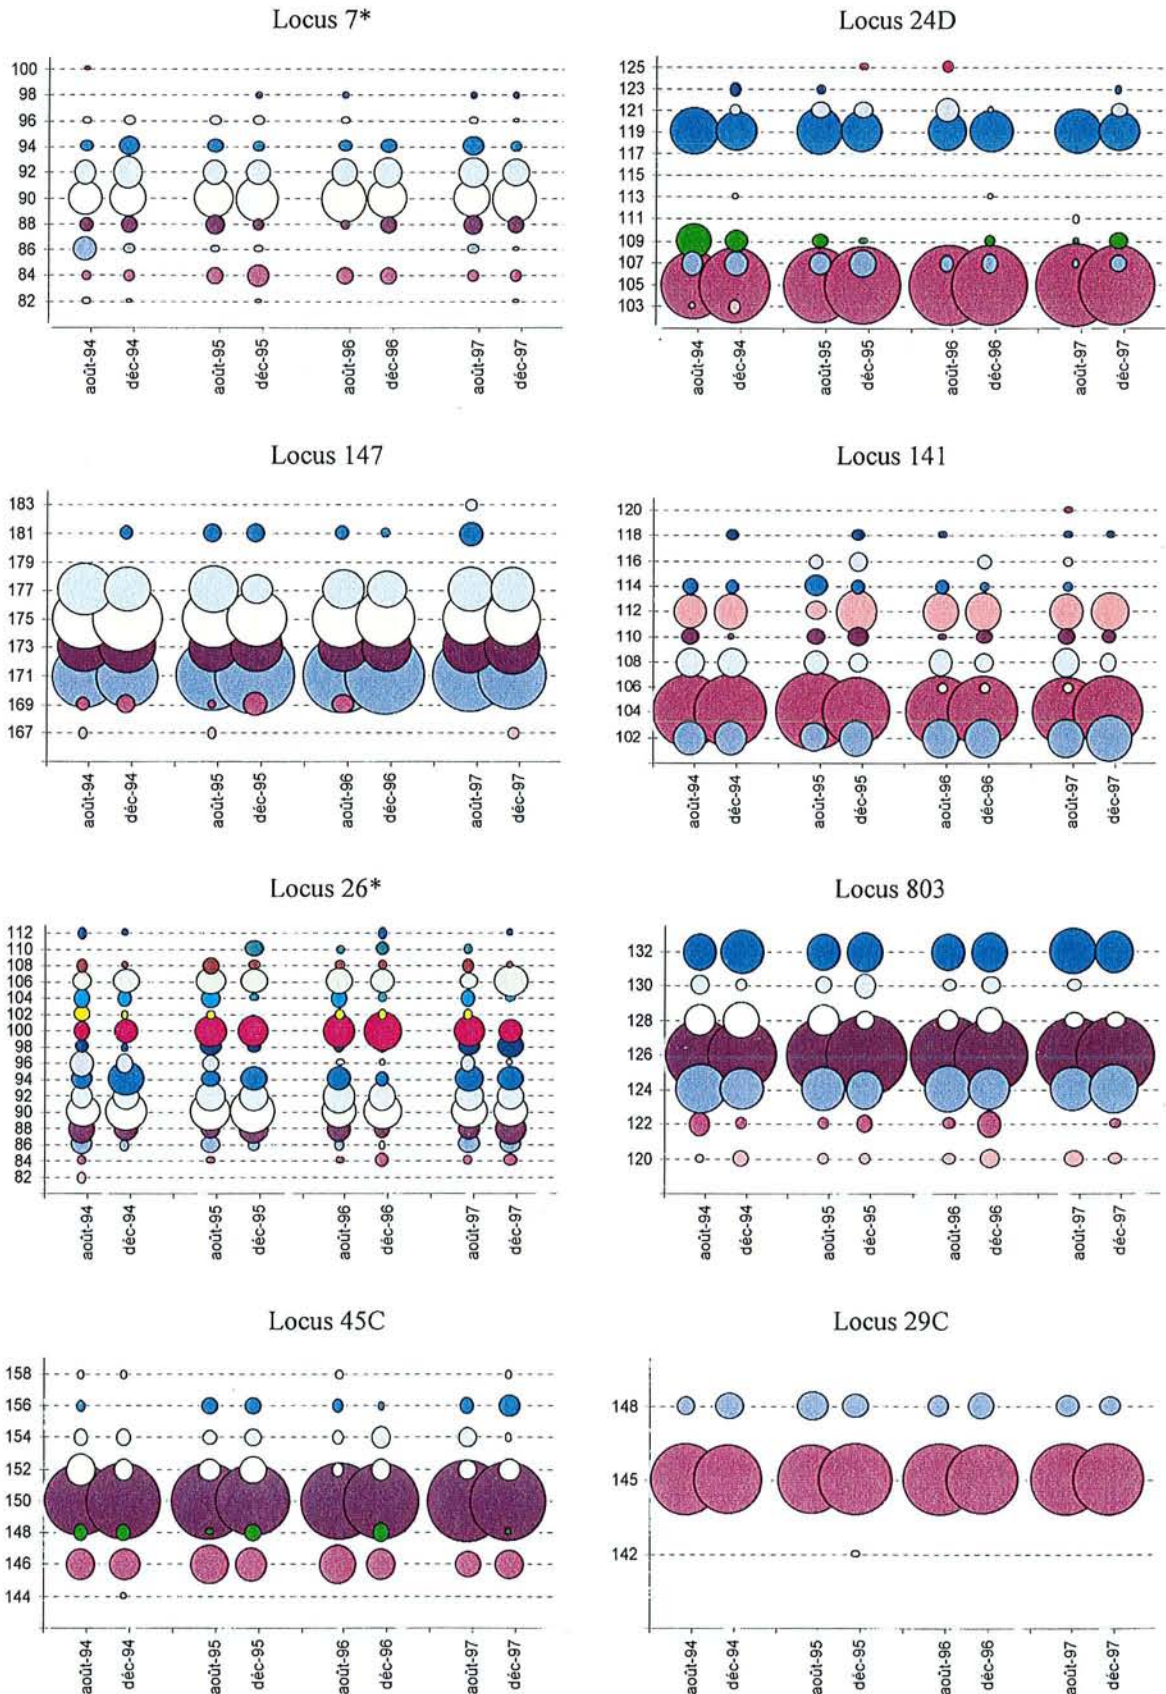 Locus 7*
100
98
96
94
92
90
88
86
84
82
août-94
déc-94
août-95
déc-95
août-96
déc-96
août-97
déc-97
Locus 24D
125
123
121
119
117
115
113
111
109
107
105
103
août-94
déc-94
août-95
déc-95
août-96
déc-96
août-97
déc-97
Locus 147
183
181
179
177
175
173
171
169
167
août-94
déc-94
août-95
déc-95
août-96
déc-96
août-97
déc-97
Locus 141
120
118
116
114
112
110
108
106
104
102
août-94
déc-94
août-95
déc-95
août-96
déc-96
août-97
déc-97
Locus 26*
112
110
108
106
104
102
100
98
96
94
92
90
88
86
84
82
août-94
déc-94
août-95
déc-95
août-96
déc-96
août-97
déc-97
Locus 803
132
130
128
126
124
122
120
août-94
déc-94
août-95
déc-95
août-96
déc-96
août-97
déc-97
Locus 45C
158
156
154
152
150
148
146
144
août-94
déc-94
août-95
déc-95
août-96
déc-96
août-97
déc-97
Locus 29C
148
145
142
août-94
déc-94
août-95
déc-95
août-96
déc-96
août-97
déc-97